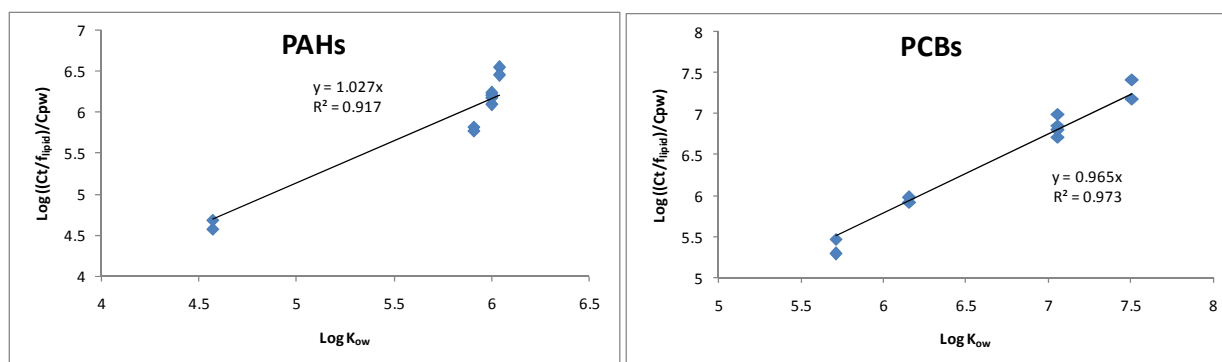 PAHs
y = 1.027x
R² = 0.917
Log ((Ct/flipid)/Cpw)
7
6.5
6
5.5
5
4.5
4
4 4.5 5 5.5 6 6.5
Log Kow
PCBs
y = 0.965x
R² = 0.973
Log ((Ct/flipid)/Cpw)
8
7.5
7
6.5
6
5.5
5
5 5.5 6 6.5 7 7.5 8
Log Kow